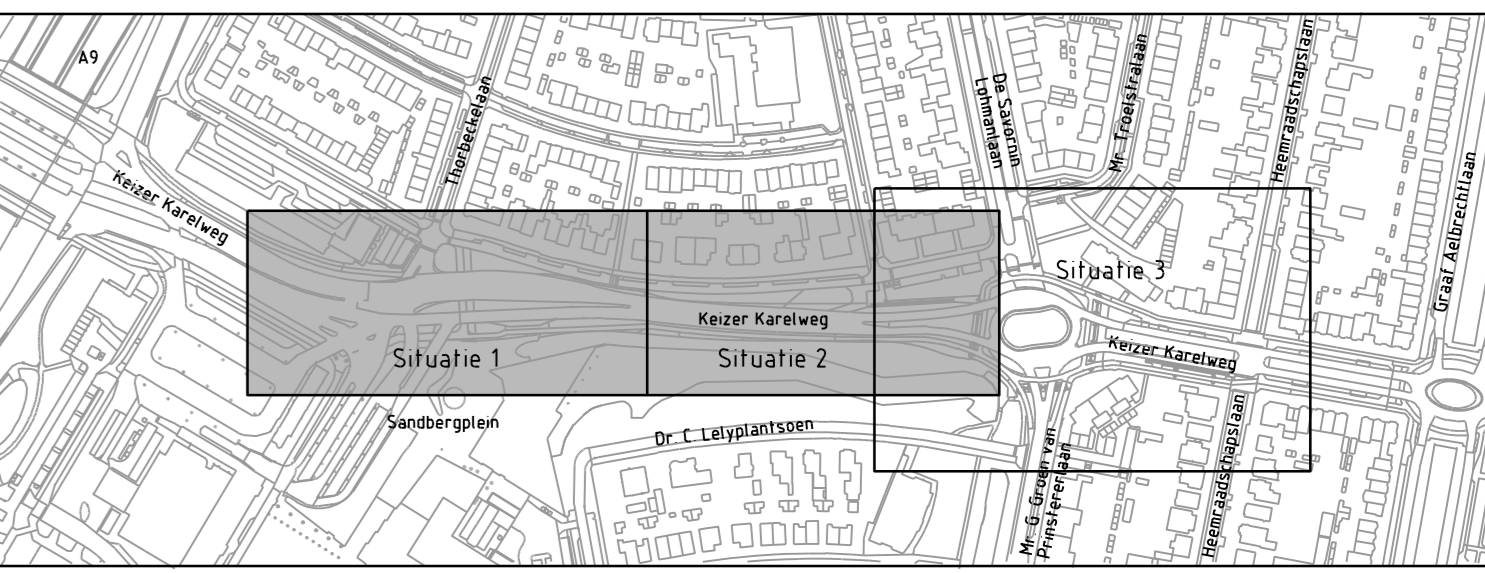 A9
Keizer Karelweg
Thorbeckelaan
De Savornin
Lohmanlaan
Mr. Troelstralaan
Heemraadschapslaan
Graaf Aelbrechtlaan
Situatie 3
Keizer Karelweg
Situatie 1
Situatie 2
Keizer Karelweg
Sandbergplein
Dr. C. Lelyplantsoen
Mr. G. Groen van
Prinstererlaan
Heemraadschapslaan